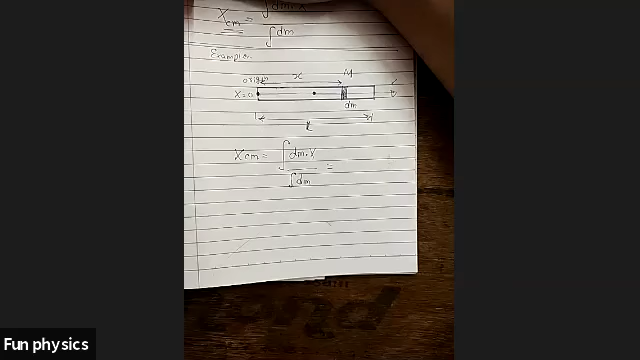 Xcm = ∫dm.x
∫dm
Example:
origin x M
x=0
dm
L
Xcm = ∫dm.x =
∫dm
Fun physics